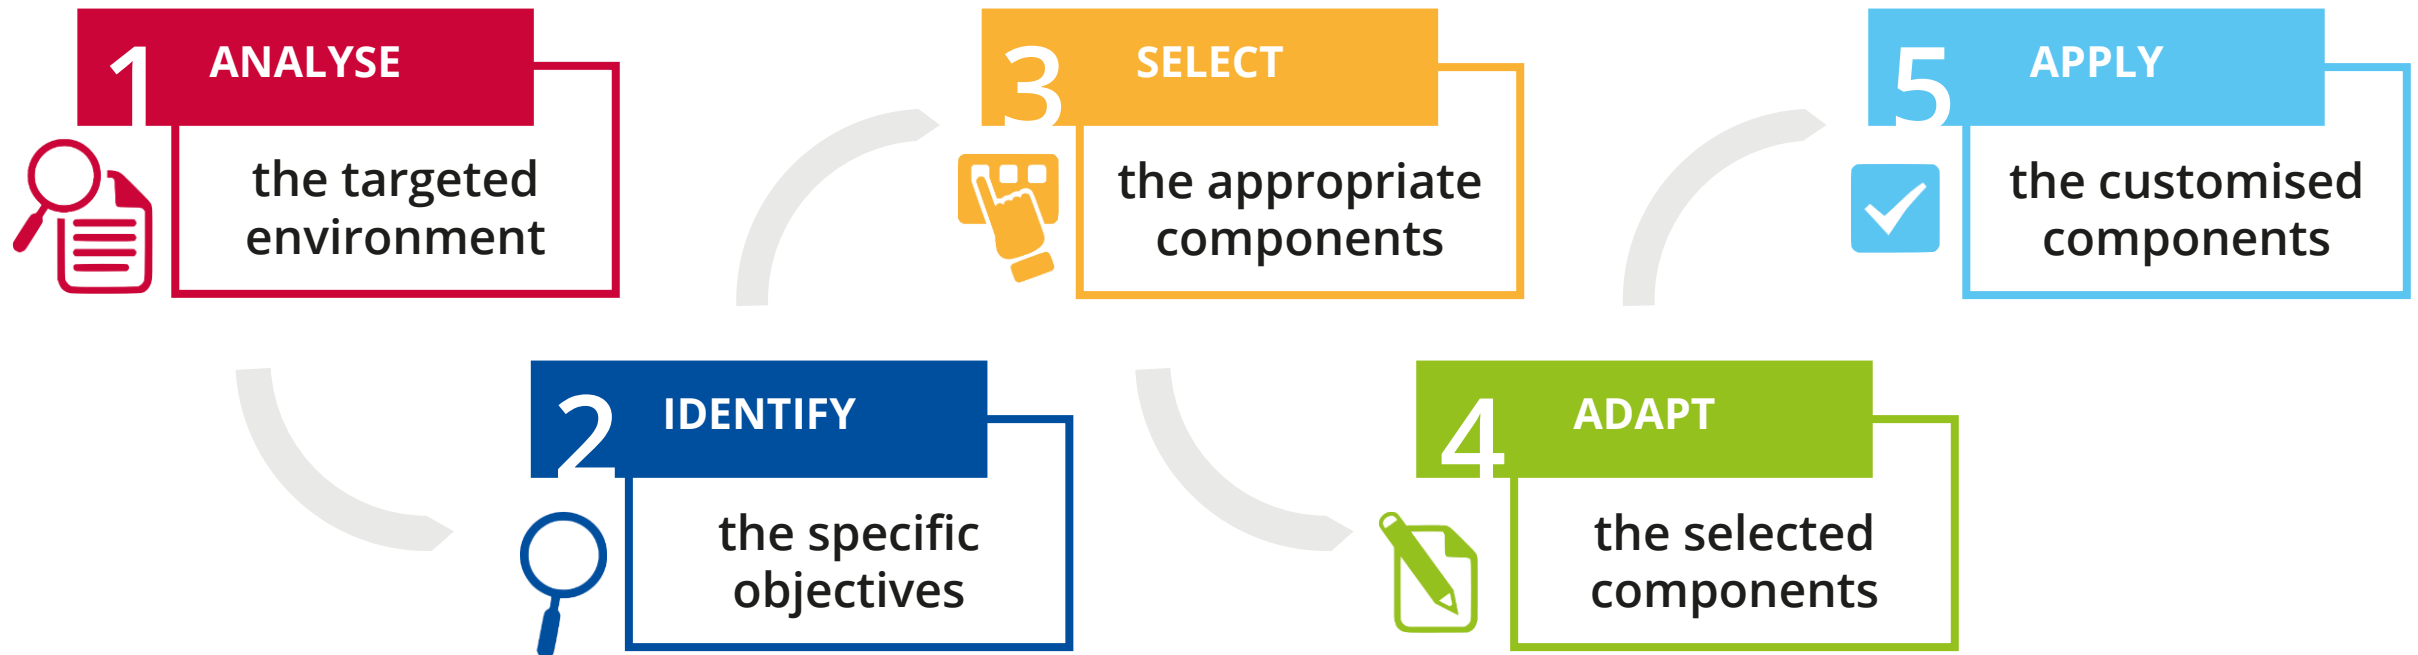 1 ANALYSE
the targeted
environment
2 IDENTIFY
the specific
objectives
3 SELECT
the appropriate
components
4 ADAPT
the selected
components
5 APPLY
the customised
components